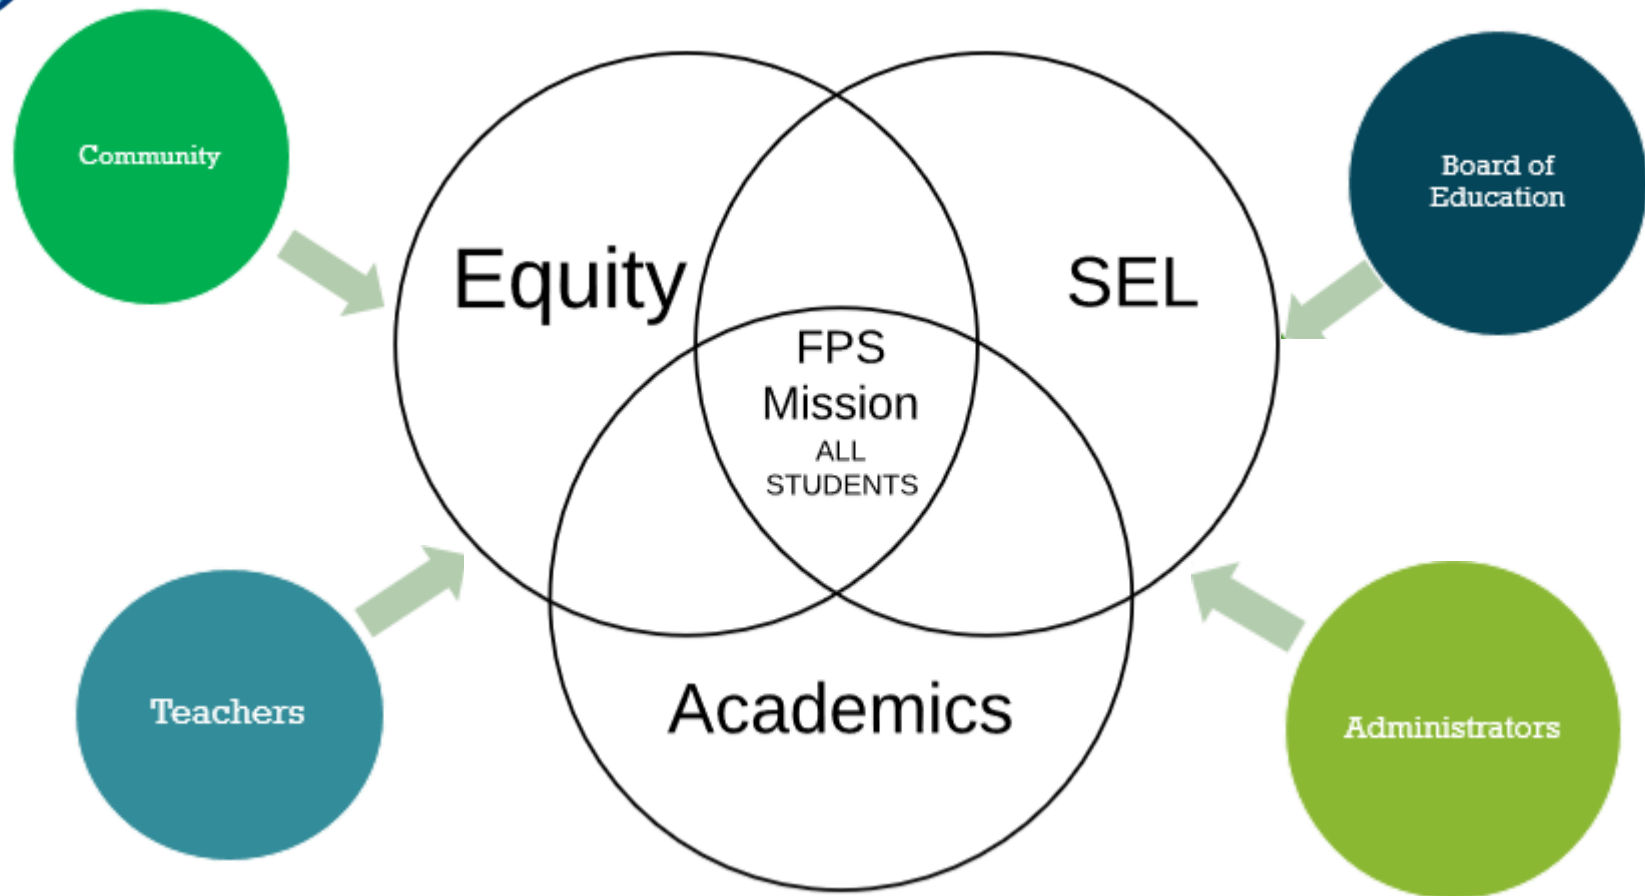 Community
Board of
Education
Equity
SEL
FPS
Mission
ALL
STUDENTS
Teachers
Academics
Administrators